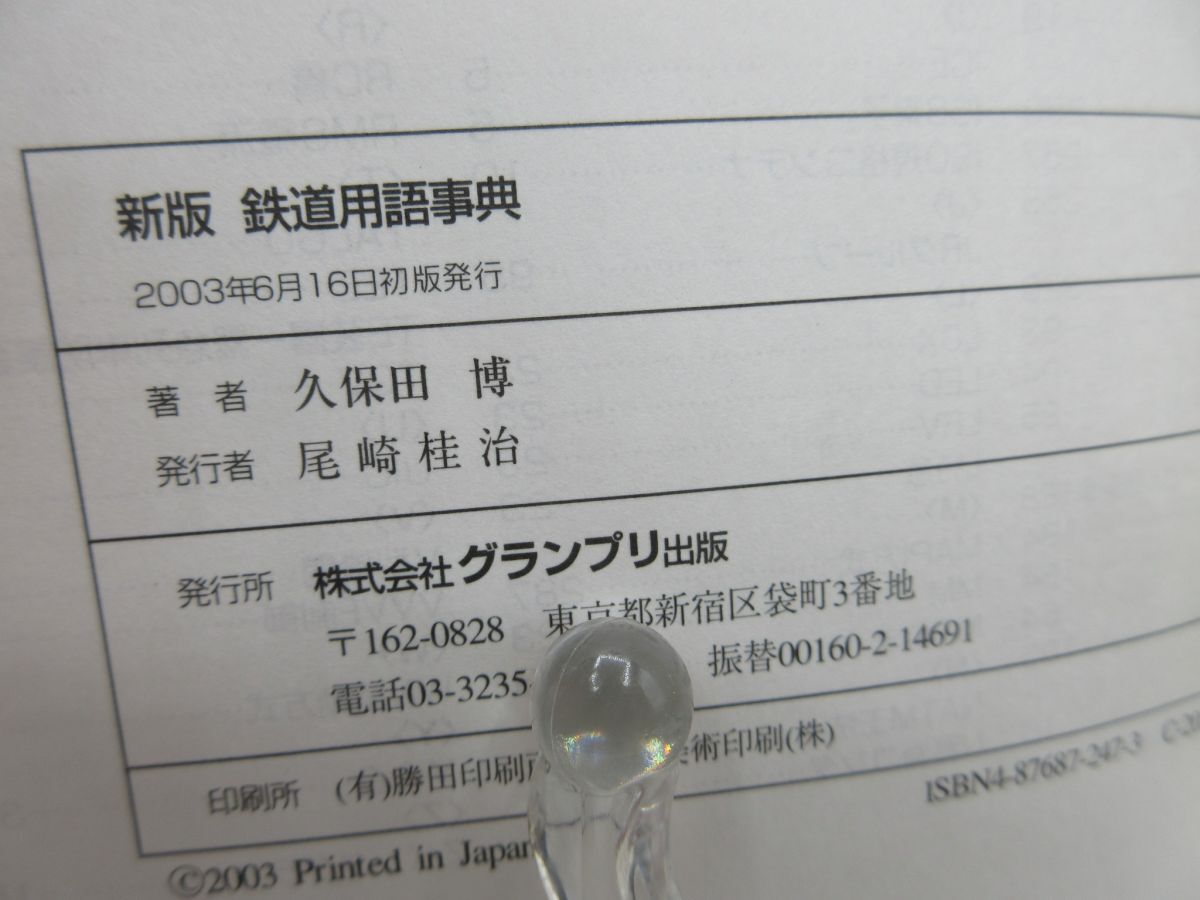 新版 鉄道用語事典
2003年6月16日初版発行
著 者 久保田 博
発行者 尾崎桂治
発行所 株式会社グランプリ出版
〒162-0828 東京都新宿区袋町3番地
電話03-3235- 振替00160-2-14691
印刷所 (有)勝田印刷 術印刷(株)
ISBN4-87687-247-3
©2003 Printed in Japan